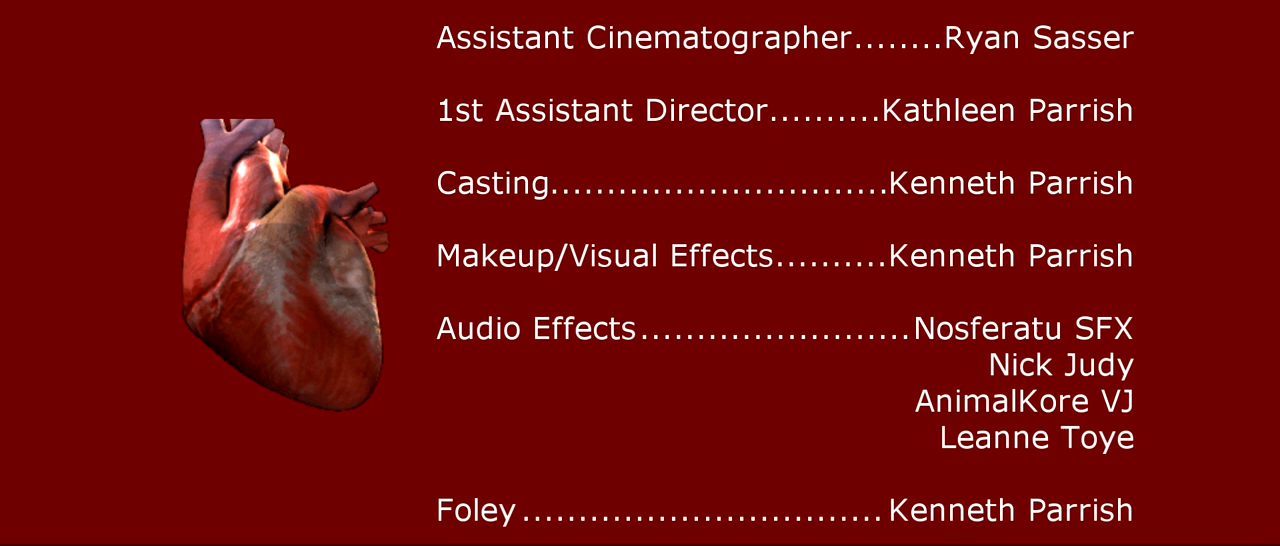 Assistant Cinematographer........Ryan Sasser
1st Assistant Director..........Kathleen Parrish
Casting..............................Kenneth Parrish
Makeup/Visual Effects..........Kenneth Parrish
Audio Effects........................Nosferatu SFX
Nick Judy
AnimalKore VJ
Leanne Toye
Foley................................Kenneth Parrish